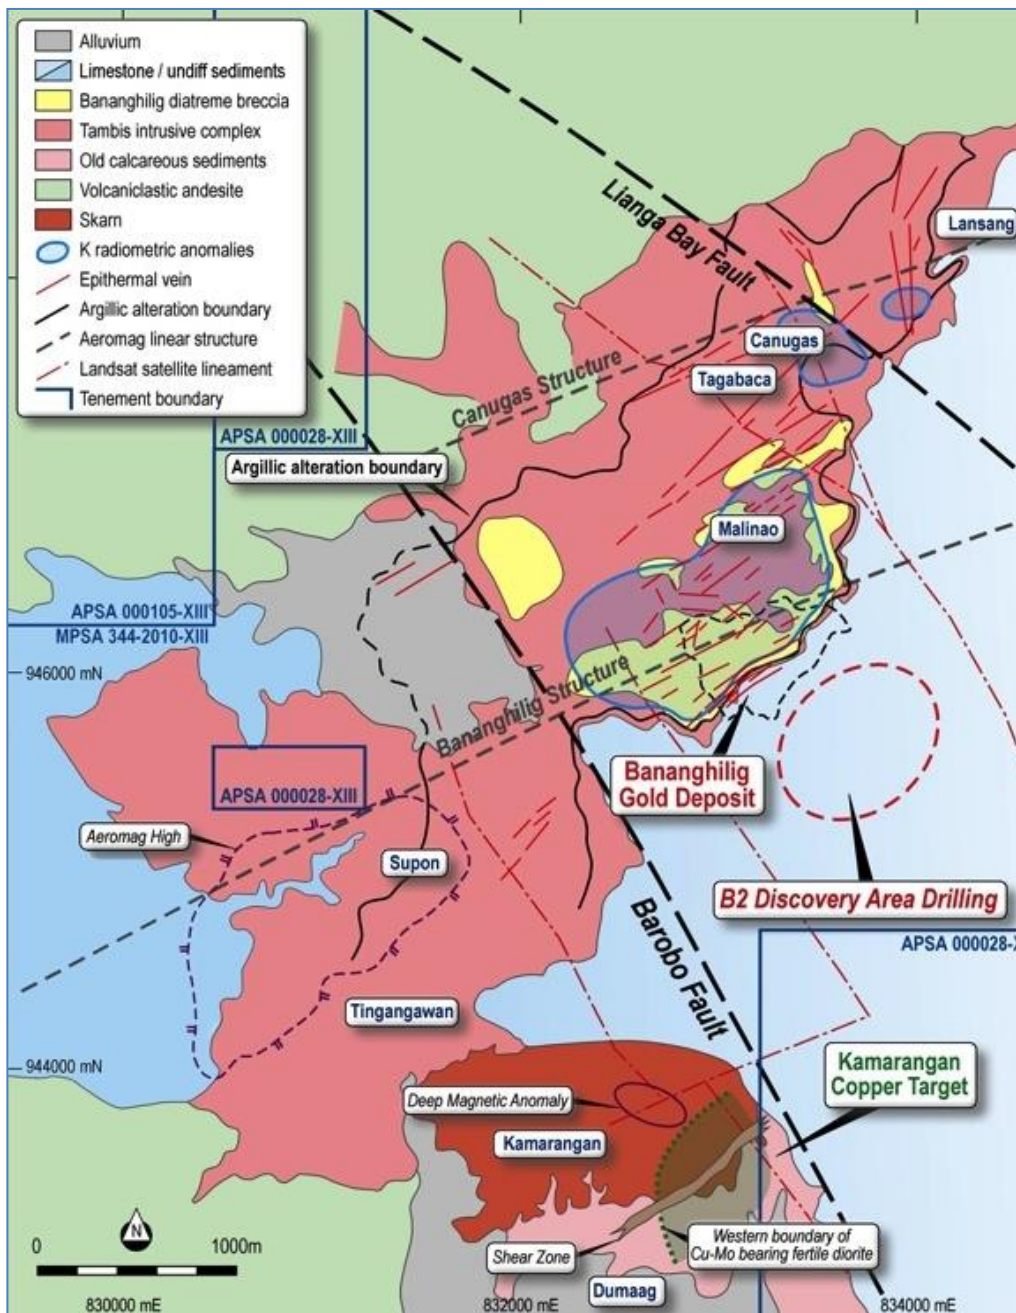 Alluvium
Limestone / undiff sediments
Bananghilig diatreme breccia
Tambis intrusive complex
Old calcareous sediments
Volcaniclastic andesite
Skarn
K radiometric anomalies
Epithermal vein
Argillic alteration boundary
Aeromag linear structure
Landsat satellite lineament
Tenement boundary
Lianga Bay Fault
Lansang
Canugas
Tagabaca
Canugas Structure
APSA 000028-XIII
Argillic alteration boundary
Malinao
APSA 000105-XIII
MPSA 344-2010-XIII
946000 mN
Bananghilig Structure
Bananghilig
Gold Deposit
APSA 000028-XIII
Aeromag High
Supon
B2 Discovery Area Drilling
APSA 000028-X
Barobo Fault
Tingangawan
944000 mN
Kamarangan
Copper Target
Deep Magnetic Anomaly
Kamarangan
N
0 1000m
Shear Zone
Western boundary of
Cu-Mo bearing fertile diorite
Dumaag
830000 mE
832000 mE
834000 mE